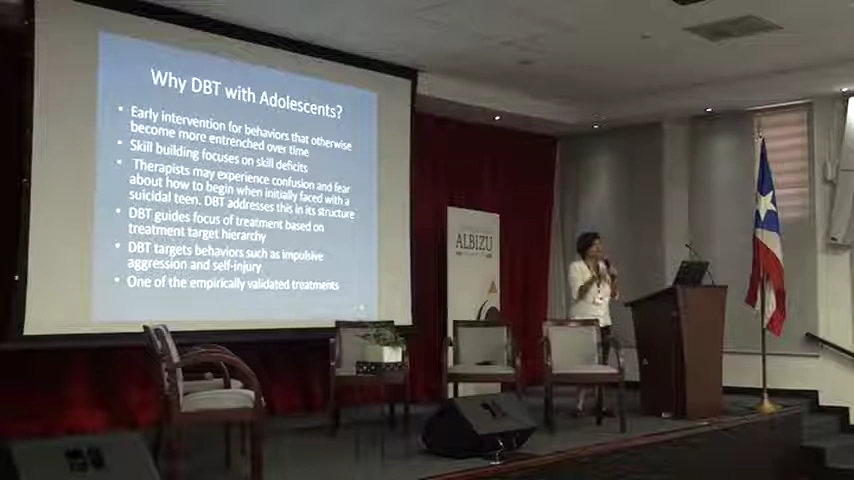 Why DBT with Adolescents?
• Early intervention for behaviors that otherwise
become more entrenched over time
• Skill building focuses on skill deficits
• Therapists may experience confusion and fear
about how to begin when initially faced with a
suicidal teen. DBT addresses this in its structure
• DBT guides focus of treatment based on
treatment target hierarchy
• DBT targets behaviors such as impulsive
aggression and self-injury
• One of the empirically validated treatments
ALBIZU